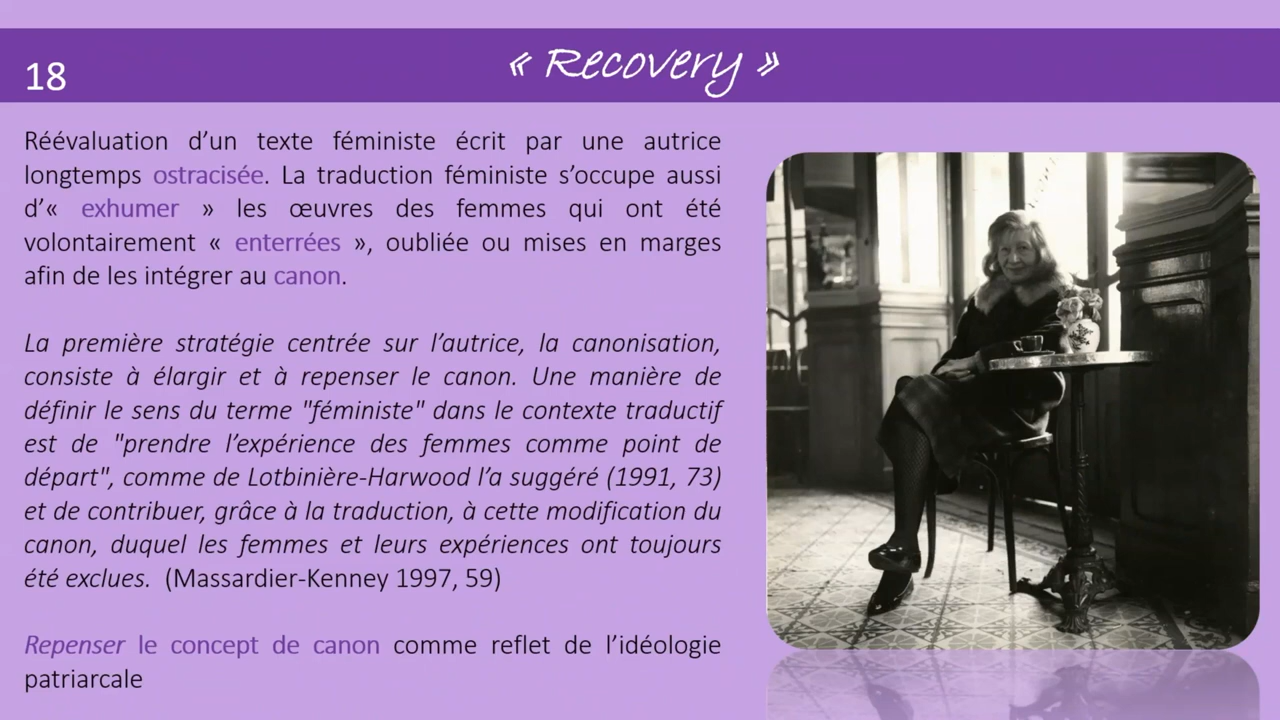 18
« Recovery »
Réévaluation d’un texte féministe écrit par une autrice
longtemps ostracisée. La traduction féministe s’occupe aussi
d’« exhumer » les œuvres des femmes qui ont été
volontairement « enterrées », oubliée ou mises en marges
afin de les intégrer au canon.
La première stratégie centrée sur l’autrice, la canonisation,
consiste à élargir et à repenser le canon. Une manière de
définir le sens du terme "féministe" dans le contexte traductif
est de "prendre l’expérience des femmes comme point de
départ", comme de Lotbinière-Harwood l’a suggéré (1991, 73)
et de contribuer, grâce à la traduction, à cette modification du
canon, duquel les femmes et leurs expériences ont toujours
été exclues. (Massardier-Kenney 1997, 59)
Repenser le concept de canon comme reflet de l’idéologie
patriarcale